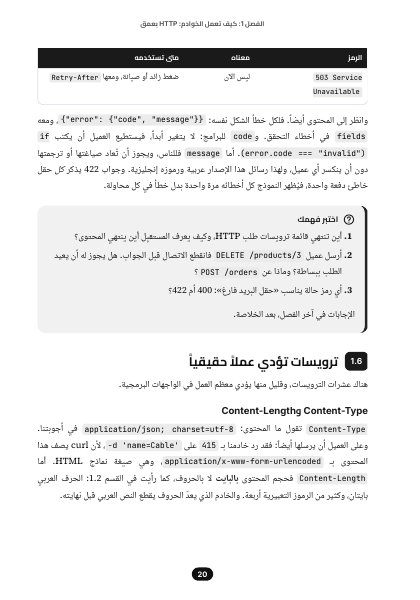 الفصل 1: كيف تعمل الخوادم: HTTP بعمق
الرمز معناه متى تستخدمه
503 Service Unavailable ليس الآن ضغط زائد أو صيانة، ومعها Retry-After
وانظر إلى المحتوى أيضاً. فلكل خطأ الشكل نفسه: {"error": {"code", "message"}}، ومعه
fields في أخطاء التحقق. وcode للبرامج: لا يتغير أبداً، فيستطيع العميل أن يكتب if
(error.code === "invalid"). أما message فللناس، ويجوز أن تُعاد صياغتها أو ترجمتها
دون أن ينكسر أي عميل، ولهذا رسائل هذا الإصدار عربية ورموزه إنجليزية. وجواب 422 يذكر كل حقل
خاطئ دفعة واحدة، فيُظهر النموذج كل أخطائه مرة واحدة بدل خطأ في كل محاولة.
اختبر فهمك
1. أين تنتهي قائمة ترويسات طلب HTTP، وكيف يعرف المستقبِل أين ينتهي المحتوى؟
2. أرسل عميل DELETE /products/3 فانقطع الاتصال قبل الجواب. هل يجوز له أن يعيد
الطلب ببساطة؟ وماذا عن POST /orders ؟
3. أي رمز حالة يناسب «حقل البريد فارغ»: 400 أم 422؟
الإجابات في آخر الفصل، بعد الخلاصة.
1.6 ترويسات تؤدي عملاً حقيقياً
هناك عشرات الترويسات، وقليل منها يؤدي معظم العمل في الواجهات البرمجية.
Content-Length و Content-Type
Content-Type تقول ما المحتوى: application/json; charset=utf-8 في أجوبتنا.
وعلى العميل أن يرسلها أيضاً: فقد رد خادمنا بـ 415 على -d 'name=Cable'، لأن curl يصف هذا
المحتوى بـ application/x-www-form-urlencoded، وهي صيغة نماذج HTML. أما
Content-Length فحجم المحتوى بالبايت لا بالحروف، كما رأيت في القسم 1.2: الحرف العربي
بايتان، وكثير من الرموز التعبيرية أربعة. والخادم الذي يعدّ الحروف يقطع النص العربي قبل نهايته.
20